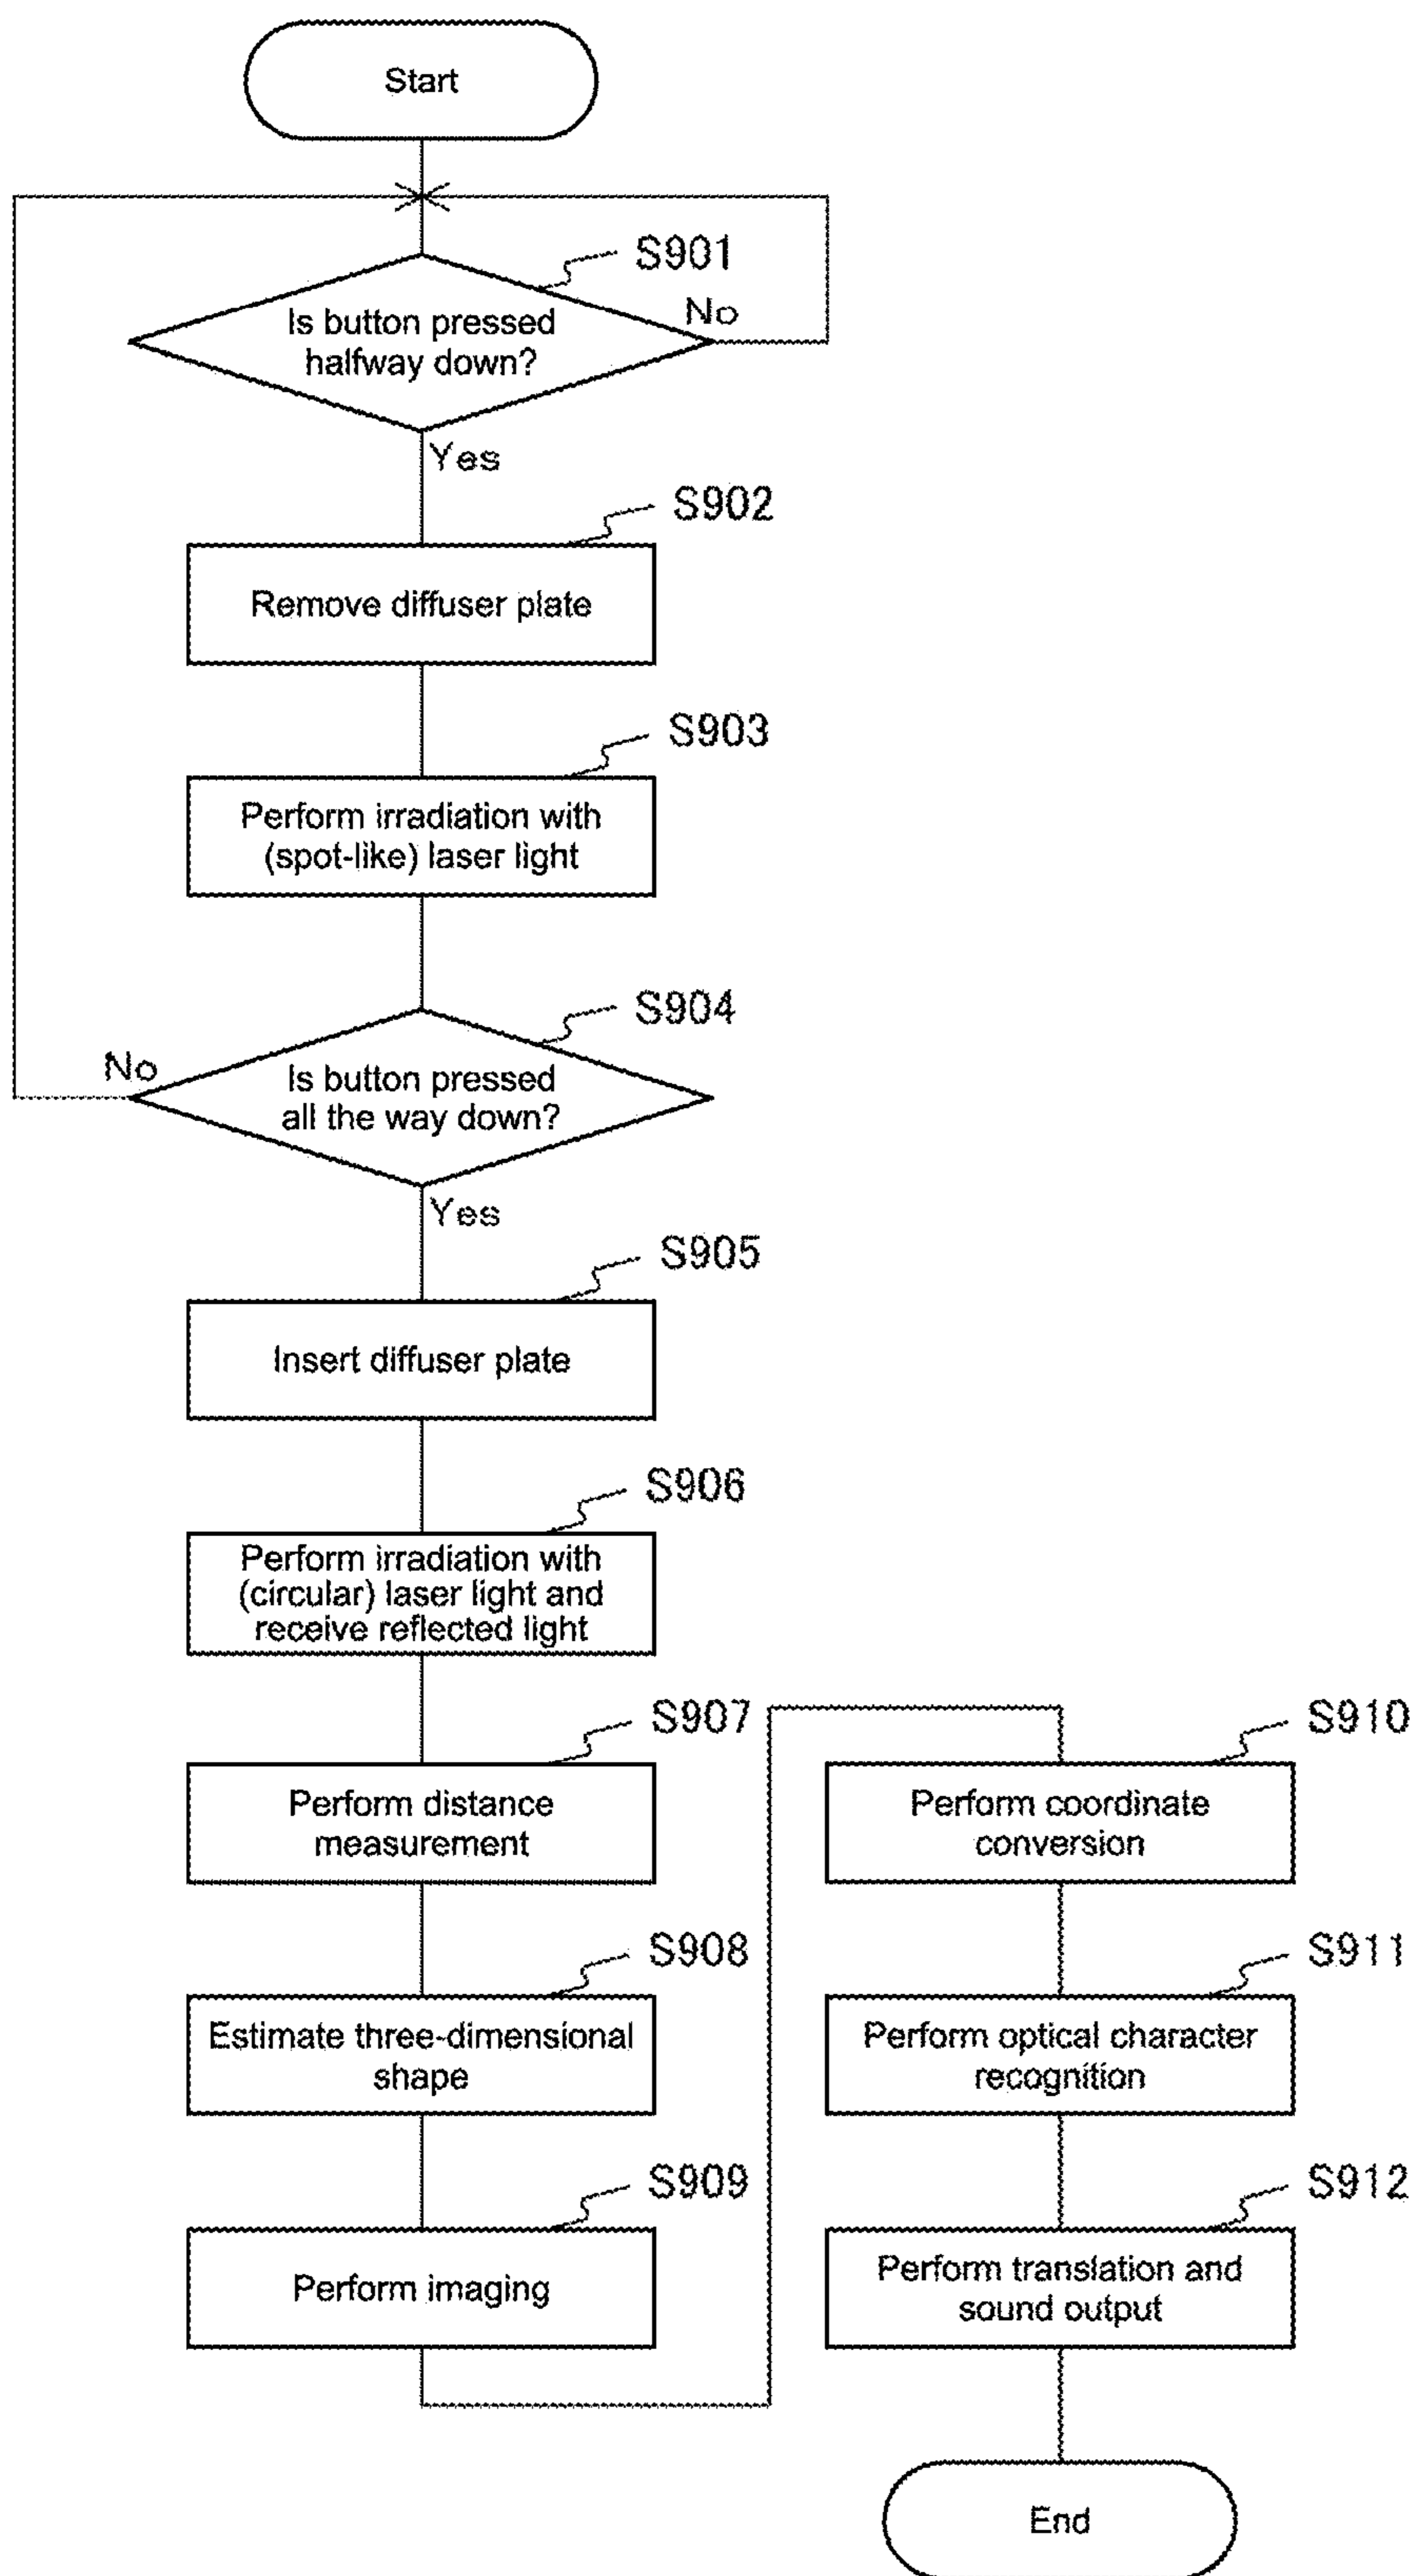 Start
S901
Is button pressed
halfway down?
No
Yes
S902
Remove diffuser plate
S903
Perform irradiation with
(spot-like) laser light
S904
No
Is button pressed
all the way down?
Yes
S905
Insert diffuser plate
S906
Perform irradiation with
(circular) laser light and
receive reflected light
S907
Perform distance
measurement
S908
Estimate three-dimensional
shape
S909
Perform imaging
S910
Perform coordinate
conversion
S911
Perform optical character
recognition
S912
Perform translation and
sound output
End